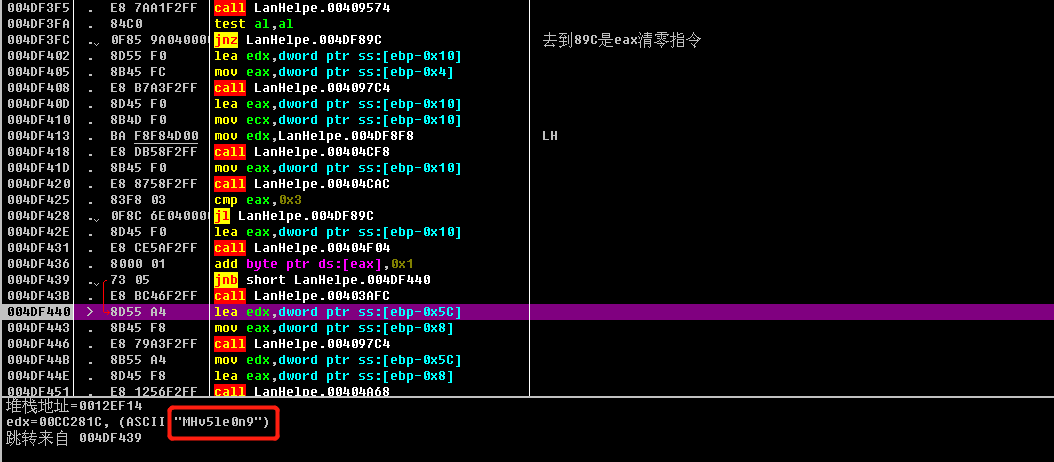 004DF3F5 . E8 7AA1F2FF call LanHelpe.00409574
004DF3FA . 84C0 test al,al
004DF3FC . 0F85 9A040000 jnz LanHelpe.004DF89C 去到89C是eax清零指令
004DF402 . 8D55 F0 lea edx,dword ptr ss:[ebp-0x10]
004DF405 . 8B45 FC mov eax,dword ptr ss:[ebp-0x4]
004DF408 . E8 B7A3F2FF call LanHelpe.004097C4
004DF40D . 8D45 F0 lea eax,dword ptr ss:[ebp-0x10]
004DF410 . 8B4D F0 mov ecx,dword ptr ss:[ebp-0x10]
004DF413 . BA F8F84D00 mov edx,LanHelpe.004DF8F8 LH
004DF418 . E8 DB58F2FF call LanHelpe.00404CF8
004DF41D . 8B45 F0 mov eax,dword ptr ss:[ebp-0x10]
004DF420 . E8 8758F2FF call LanHelpe.00404CAC
004DF425 . 83F8 03 cmp eax,0x3
004DF428 . 0F8C 6E040000 jl LanHelpe.004DF89C
004DF42E . 8D45 F0 lea eax,dword ptr ss:[ebp-0x10]
004DF431 . E8 CE5AF2FF call LanHelpe.00404F04
004DF436 . 8000 01 add byte ptr ds:[eax],0x1
004DF439 . 73 05 jnb short LanHelpe.004DF440
004DF43B . E8 BC46F2FF call LanHelpe.00403AFC
004DF440 > 8D55 A4 lea edx,dword ptr ss:[ebp-0x5C]
004DF443 . 8B45 F8 mov eax,dword ptr ss:[ebp-0x8]
004DF446 . E8 79A3F2FF call LanHelpe.004097C4
004DF44B . 8B55 A4 mov edx,dword ptr ss:[ebp-0x5C]
004DF44E . 8D45 F8 lea eax,dword ptr ss:[ebp-0x8]
004DF451 . E8 1256F2FF call LanHelpe.00404A68
堆栈地址=0012EF14
edx=00CC281C, (ASCII "MHv5le0n9")
跳转来自 004DF439